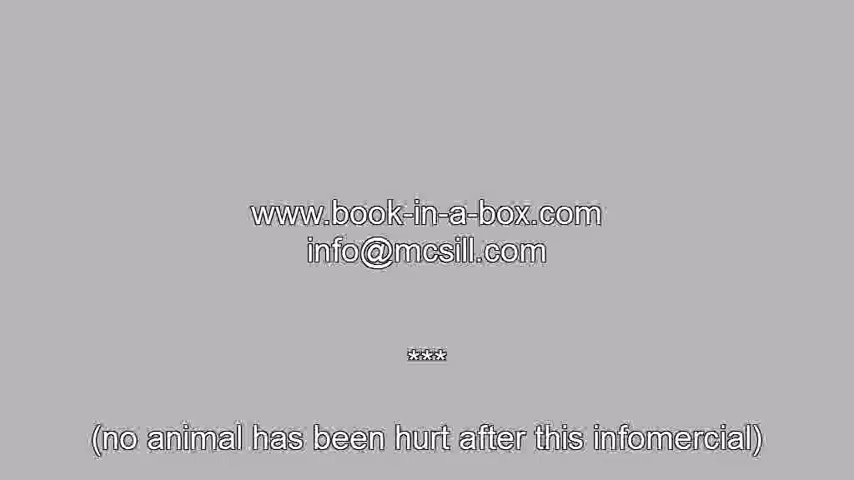 www.book-in-a-box.com
info@mcsill.com
***
(no animal has been hurt after this infomercial)